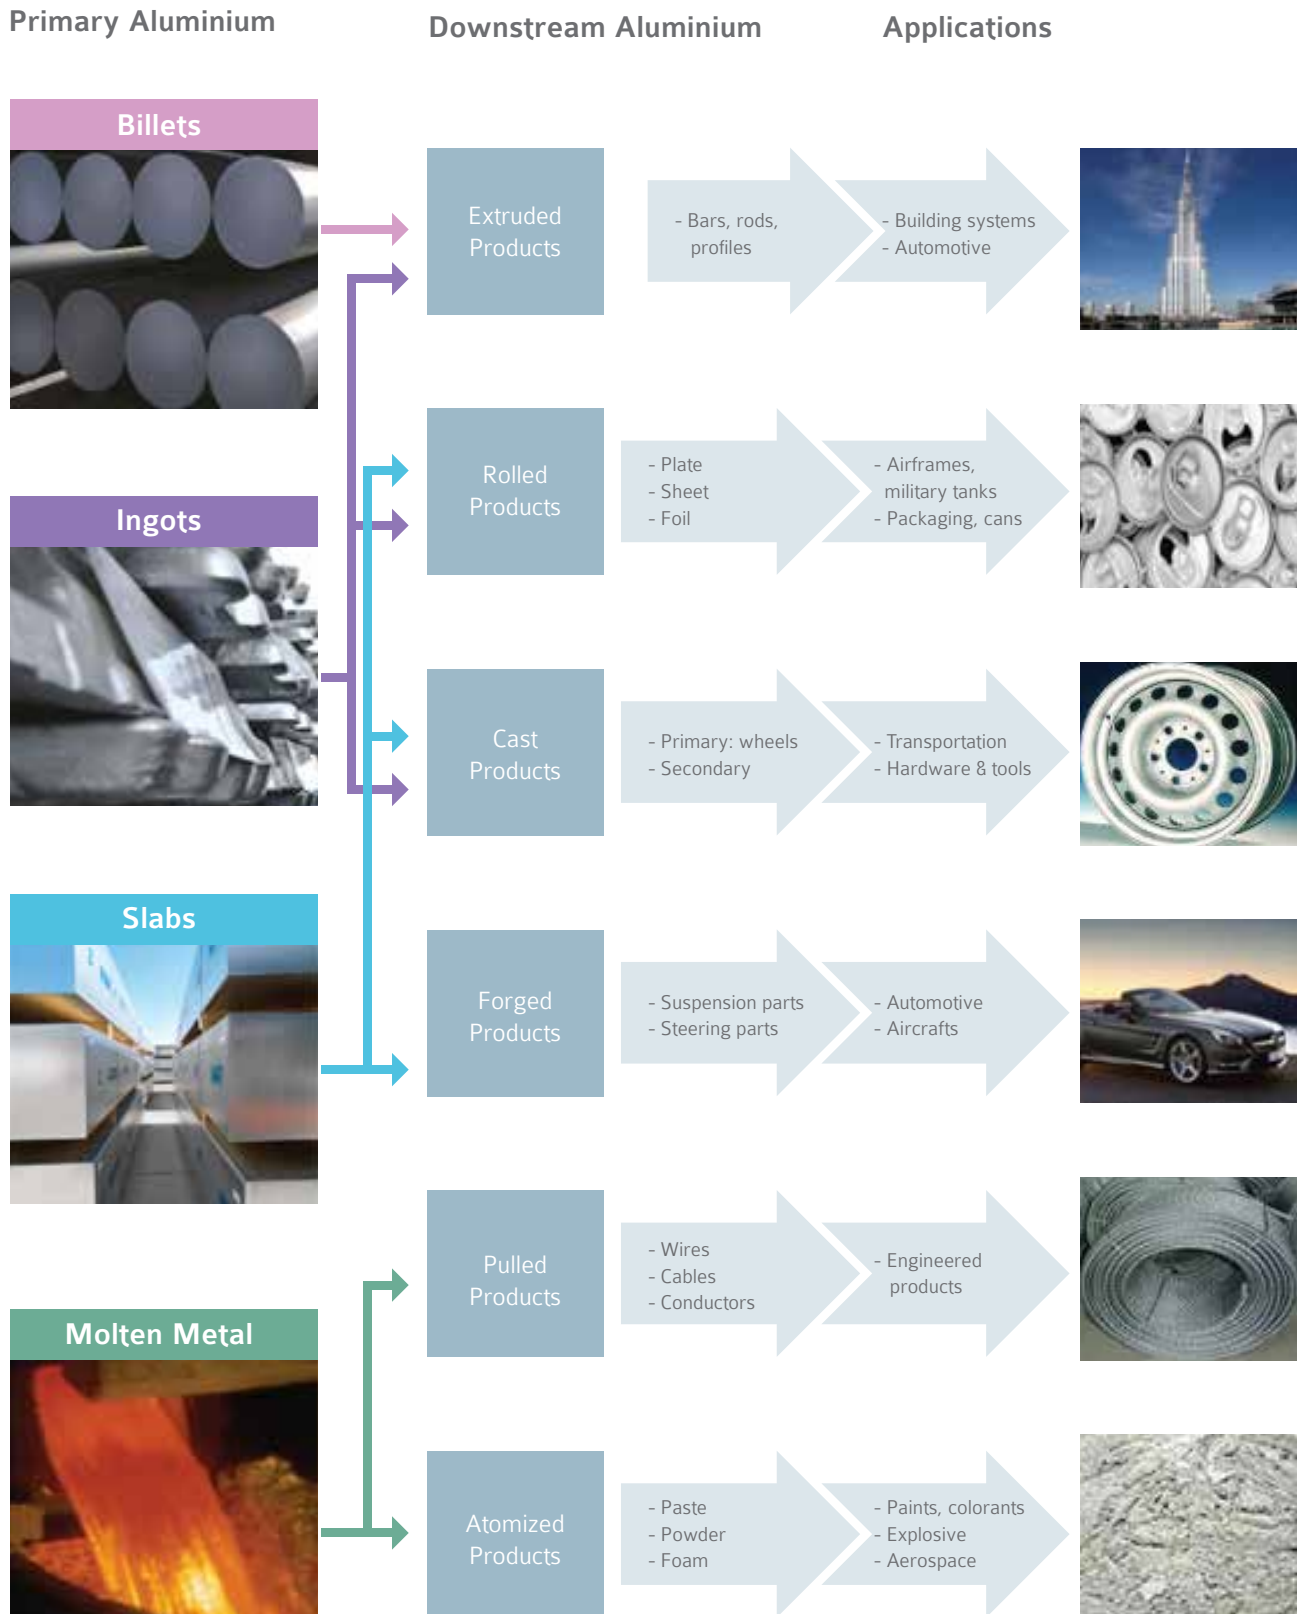 Primary Aluminium
Downstream Aluminium
Applications
Billets
Extruded
Products
- Bars, rods,
profiles
- Building systems
- Automotive
Ingots
Rolled
Products
- Plate
- Sheet
- Foil
- Airframes,
military tanks
- Packaging, cans
Cast
Products
- Primary: wheels
- Secondary
- Transportation
- Hardware & tools
Slabs
Forged
Products
- Suspension parts
- Steering parts
- Automotive
- Aircrafts
Pulled
Products
- Wires
- Cables
- Conductors
- Engineered
products
Molten Metal
Atomized
Products
- Paste
- Powder
- Foam
- Paints, colorants
- Explosive
- Aerospace